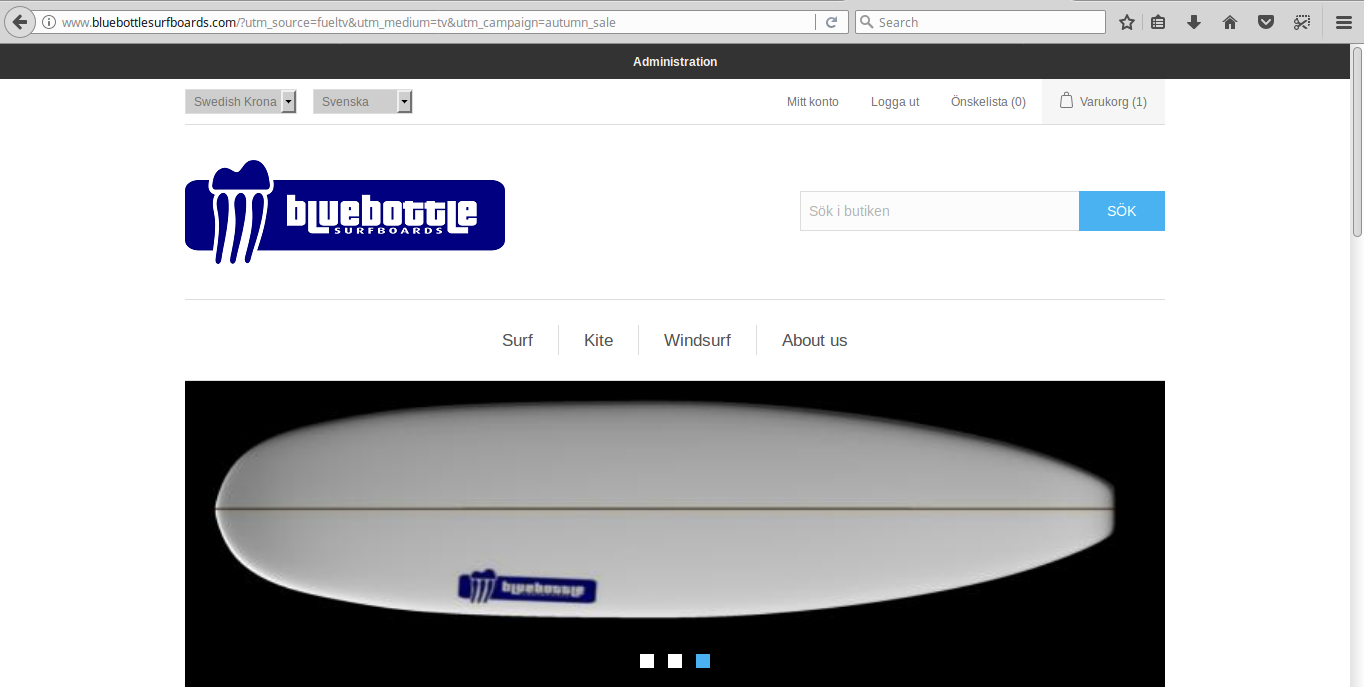 www.bluebottlesurfboards.com/?utm_source=fueltv&utm_medium=tv&utm_campaign=autumn_sale
Search
Administration
Swedish Krona
Svenska
Mitt konto
Logga ut
Önskelista (0)
Varukorg (1)
bluebottle
SURFBOARDS
Sök i butiken
SÖK
Surf
Kite
Windsurf
About us
bluebottle